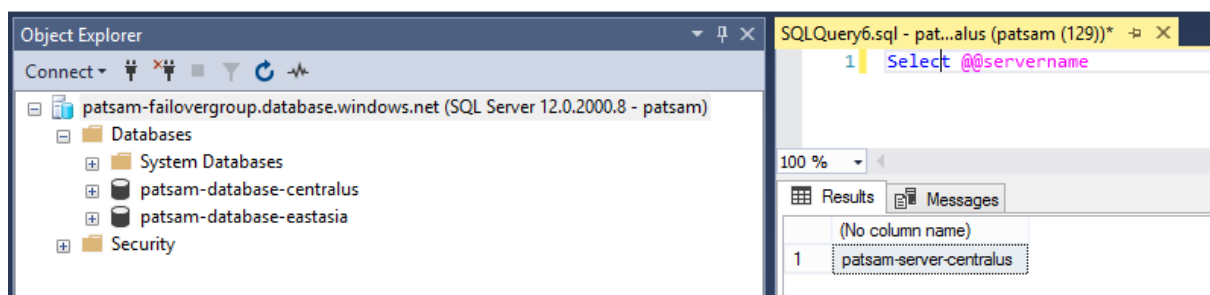 Object Explorer
Connect
patsam-failovergroup.database.windows.net (SQL Server 12.0.2000.8 - patsam)
Databases
System Databases
patsam-database-centralus
patsam-database-eastasia
Security
SQLQuery6.sql - pat...alus (patsam (129))*
1 Select @@servername
100 %
Results Messages
(No column name)
1 patsam-server-centralus